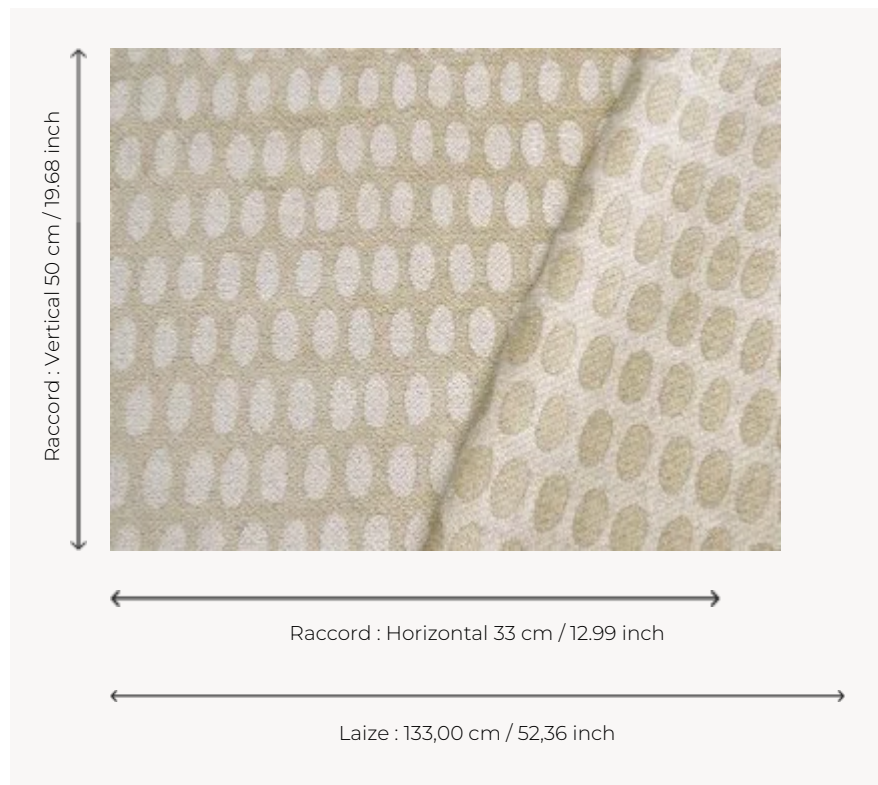 Raccord : Vertical 50 cm / 19.68 inch
Raccord : Horizontal 33 cm / 12.99 inch
Laize : 133,00 cm / 52,36 inch